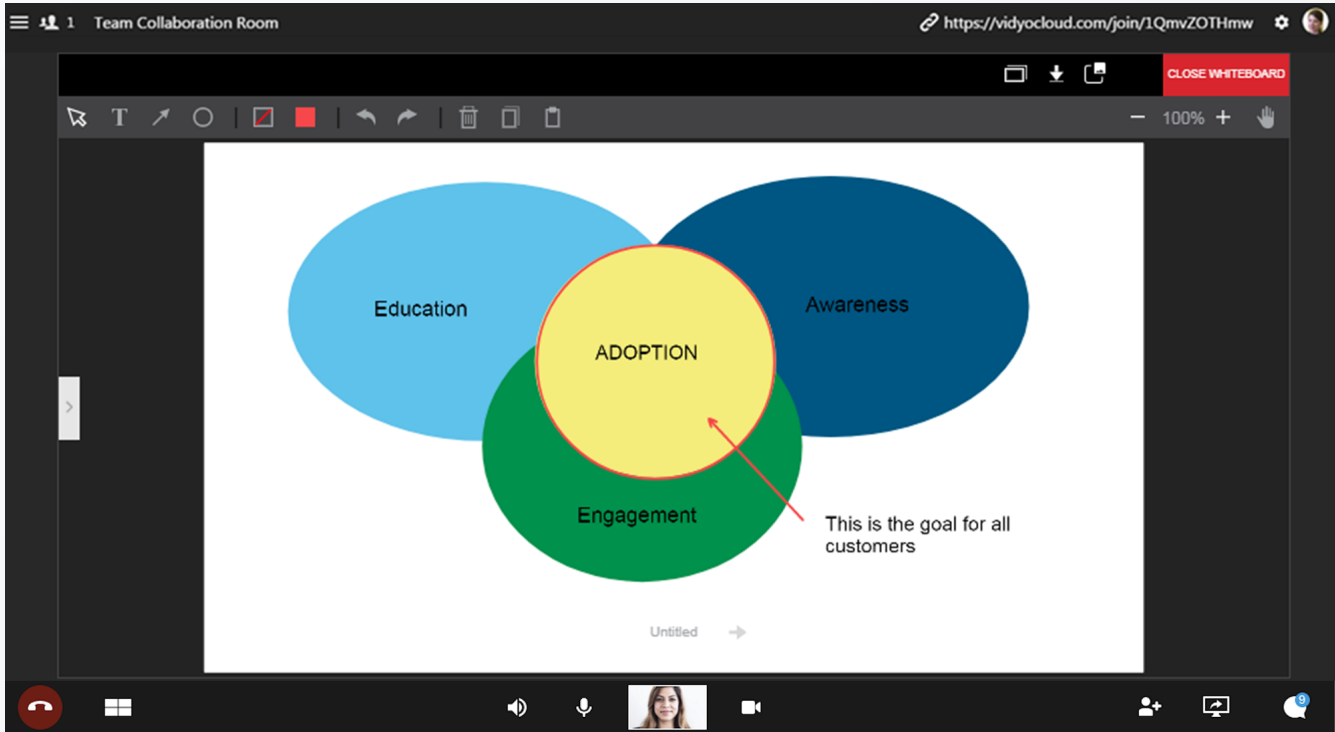 1 Team Collaboration Room
https://vidyocloud.com/join/1QmvZOTHmw
CLOSE WHITEBOARD
T
100%
Education
Awareness
ADOPTION
Engagement
This is the goal for all
customers
Untitled
9